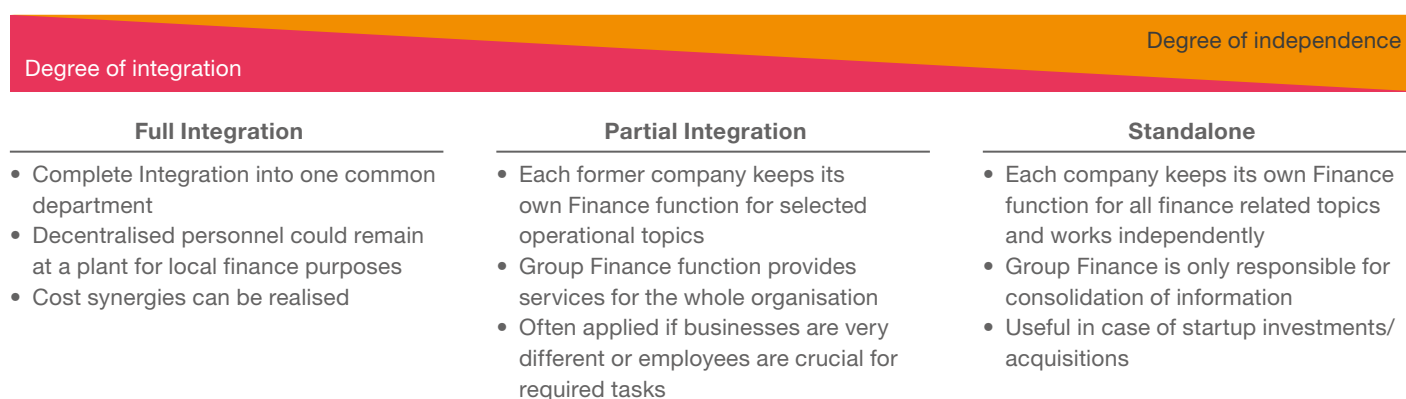 Degree of independence
Degree of integration
Full Integration
• Complete Integration into one common
department
• Decentralised personnel could remain
at a plant for local finance purposes
• Cost synergies can be realised
Partial Integration
• Each former company keeps its
own Finance function for selected
operational topics
• Group Finance function provides
services for the whole organisation
• Often applied if businesses are very
different or employees are crucial for
required tasks
Standalone
• Each company keeps its own Finance
function for all finance related topics
and works independently
• Group Finance is only responsible for
consolidation of information
• Useful in case of startup investments/
acquisitions